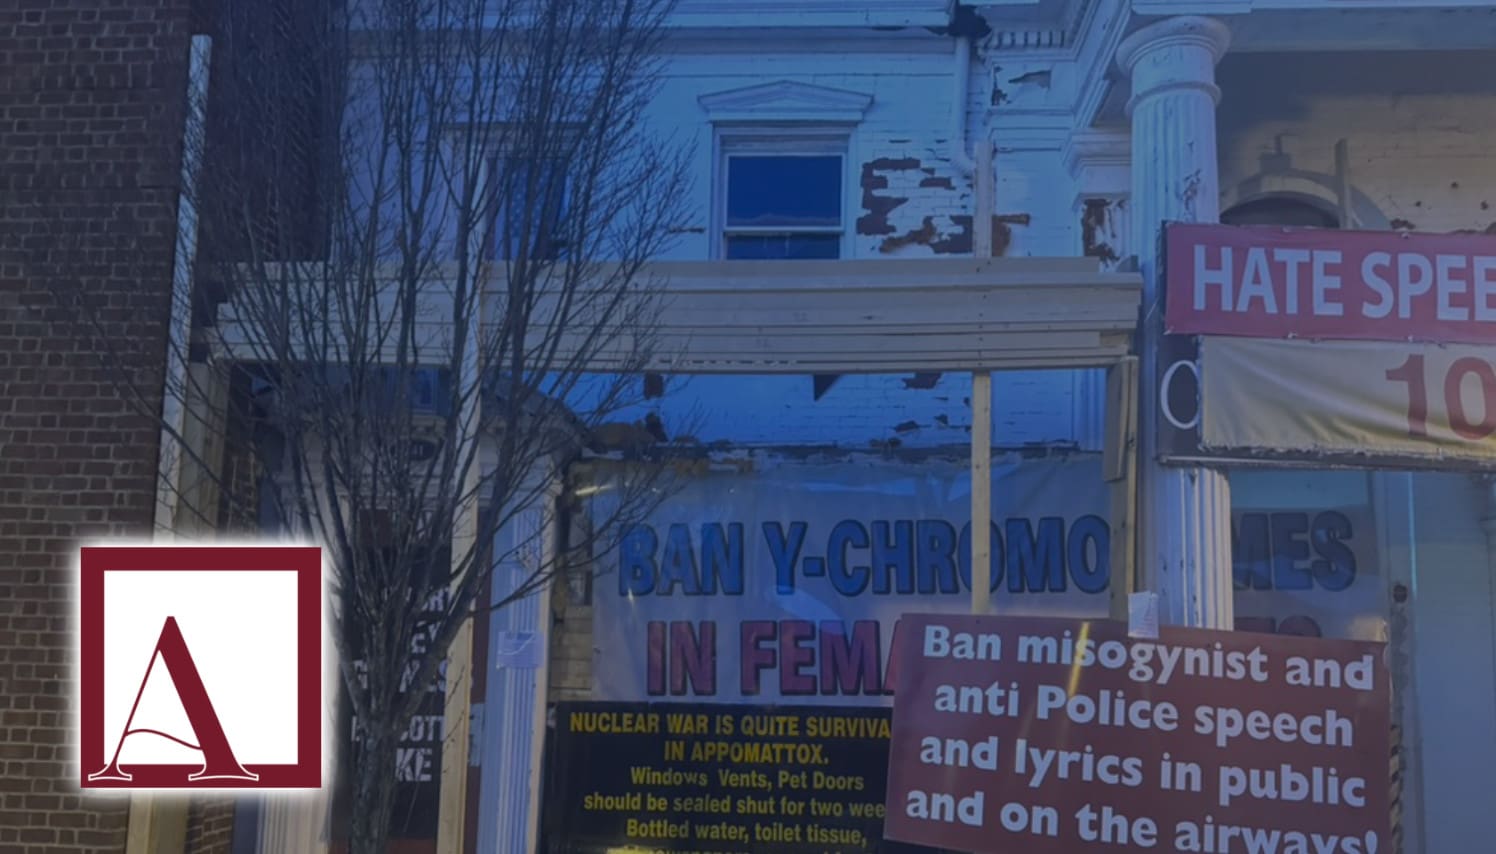 HATE SPEE
10
BAN Y-CHROMO MES
IN FEMA
Ban misogynist and
anti Police speech
and lyrics in public
and on the airways!
NUCLEAR WAR IS QUITE SURVIVA
IN APPOMATTOX.
Windows Vents, Pet Doors
should be sealed shut for two wee
Bottled water, toilet tissue,
KE
A